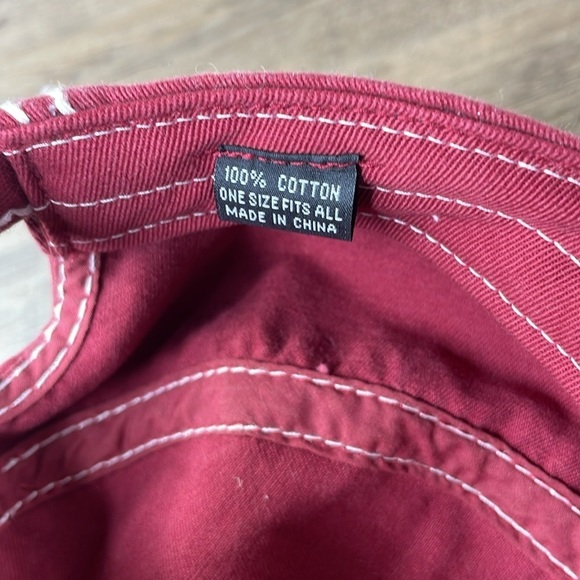 100% COTTON
ONE SIZE FITS ALL
MADE IN CHINA